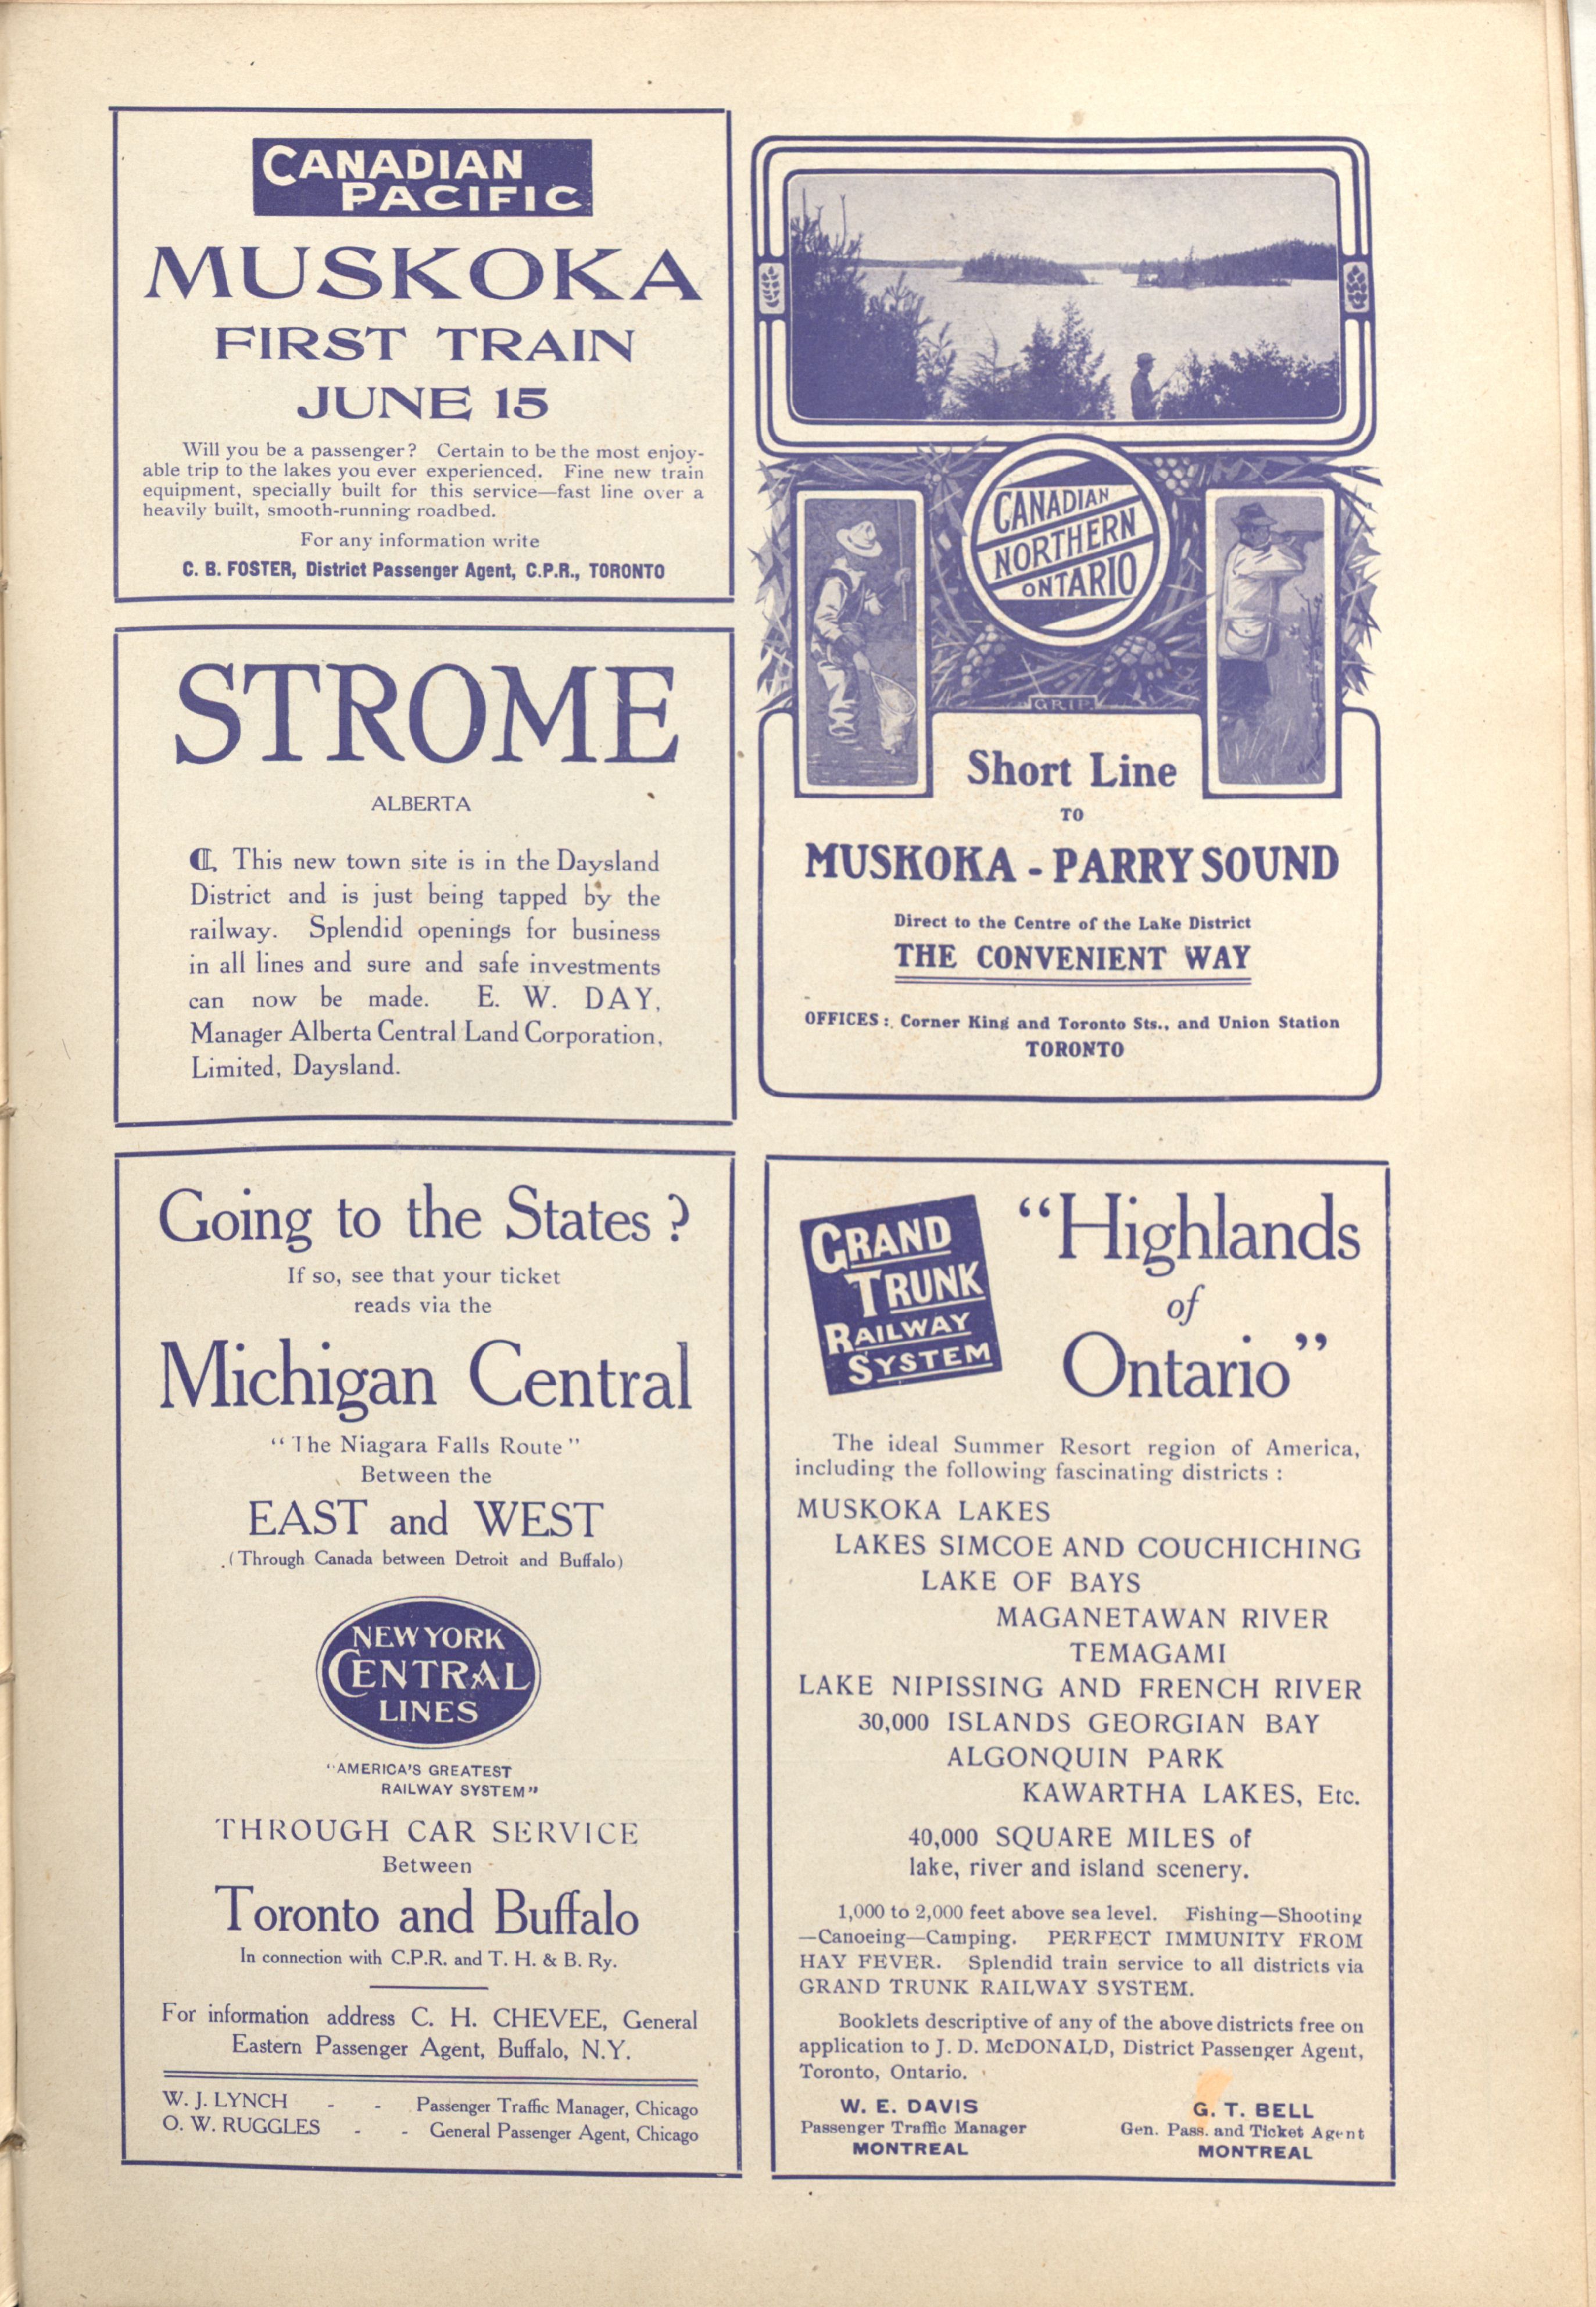 CANADIAN
PACIFIC
MUSKOKA
FIRST TRAIN
JUNE 15
Will you be a passenger? Certain to be the most enjoy-
able trip to the lakes you ever experienced. Fine new train
equipment, specially built for this service—fast line over a
heavily built, smooth-running roadbed.
For any information write
C. B. FOSTER, District Passenger Agent, C.P.R., TORONTO
STROME
ALBERTA
¶ This new town site is in the Daysland
District and is just being tapped by the
railway. Splendid openings for business
in all lines and sure and safe investments
can now be made. E. W. DAY,
Manager Alberta Central Land Corporation,
Limited, Daysland.
Going to the States?
If so, see that your ticket
reads via the
Michigan Central
"The Niagara Falls Route"
Between the
EAST and WEST
(Through Canada between Detroit and Buffalo)
NEW YORK
CENTRAL
LINES
"AMERICA'S GREATEST
RAILWAY SYSTEM"
THROUGH CAR SERVICE
Between
Toronto and Buffalo
In connection with C.P.R. and T. H. & B. Ry.
For information address C. H. CHEVEE, General
Eastern Passenger Agent, Buffalo, N.Y.
W. J. LYNCH - - Passenger Traffic Manager, Chicago
O. W. RUGGLES - - General Passenger Agent, Chicago
CANADIAN
NORTHERN
ONTARIO
GRIP.
Short Line
TO
MUSKOKA - PARRY SOUND
Direct to the Centre of the Lake District
THE CONVENIENT WAY
OFFICES: Corner King and Toronto Sts., and Union Station
TORONTO
GRAND
TRUNK
RAILWAY
SYSTEM
"Highlands
of
Ontario"
The ideal Summer Resort region of America,
including the following fascinating districts:
MUSKOKA LAKES
LAKES SIMCOE AND COUCHICHING
LAKE OF BAYS
MAGANETAWAN RIVER
TEMAGAMI
LAKE NIPISSING AND FRENCH RIVER
30,000 ISLANDS GEORGIAN BAY
ALGONQUIN PARK
KAWARTHA LAKES, Etc.
40,000 SQUARE MILES of
lake, river and island scenery.
1,000 to 2,000 feet above sea level. Fishing—Shooting
—Canoeing—Camping. PERFECT IMMUNITY FROM
HAY FEVER. Splendid train service to all districts via
GRAND TRUNK RAILWAY SYSTEM.
Booklets descriptive of any of the above districts free on
application to J. D. McDONALD, District Passenger Agent,
Toronto, Ontario.
W. E. DAVIS
Passenger Traffic Manager
MONTREAL
G. T. BELL
Gen. Pass. and Ticket Agent
MONTREAL